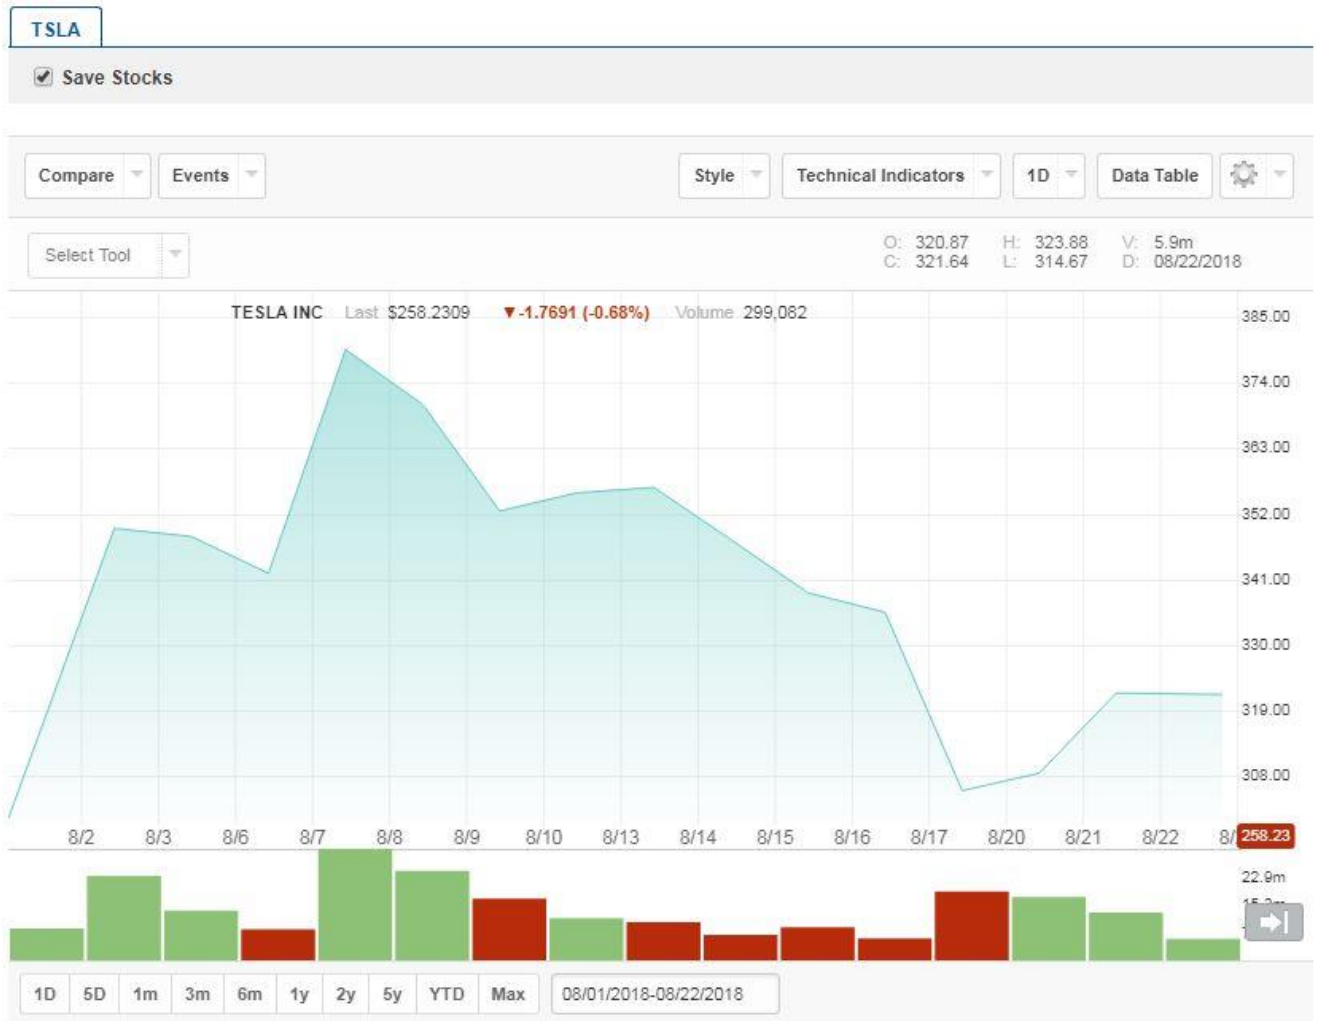 TSLA
Save Stocks
Compare Events Style Technical Indicators 1D Data Table
Select Tool
O: 320.87 H: 323.88 V: 5.9m
C: 321.64 L: 314.67 D: 08/22/2018
TESLA INC Last $258.2309 ▼-1.7691 (-0.68%) Volume 299,082
385.00
374.00
363.00
352.00
341.00
330.00
319.00
308.00
8/2 8/3 8/6 8/7 8/8 8/9 8/10 8/13 8/14 8/15 8/16 8/17 8/20 8/21 8/22 8/ 258.23
22.9m
1D 5D 1m 3m 6m 1y 2y 5y YTD Max 08/01/2018-08/22/2018